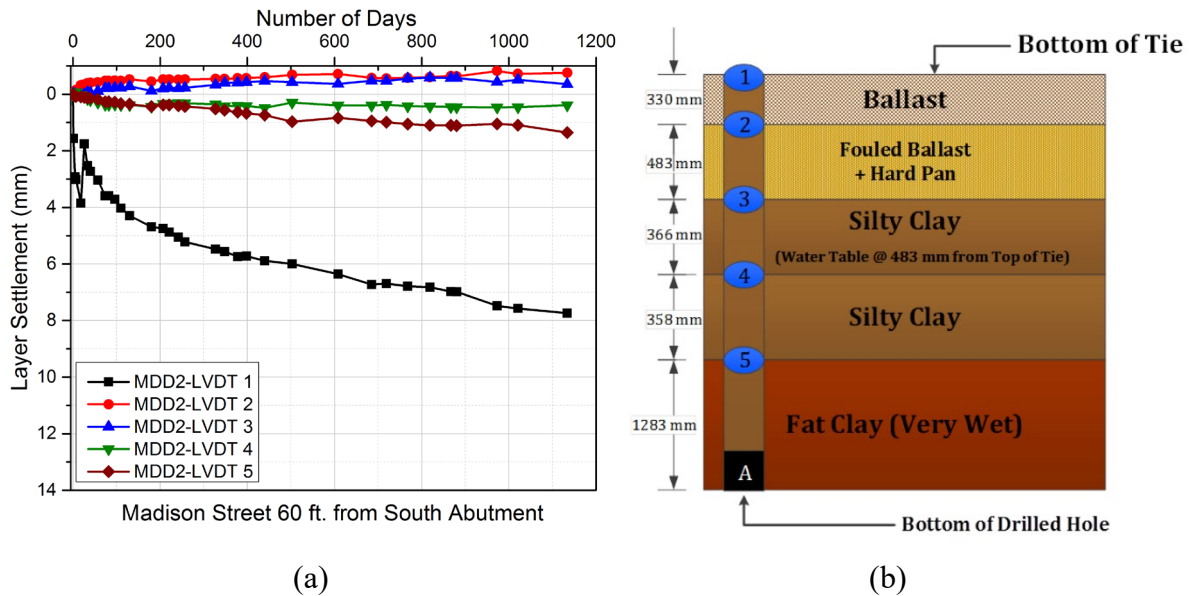 (a)
Number of Days
0 200 400 600 800 1000 1200
Layer Settlement (mm)
0
2
4
6
8
10
12
14
MDD2-LVDT 1
MDD2-LVDT 2
MDD2-LVDT 3
MDD2-LVDT 4
MDD2-LVDT 5
Madison Street 60 ft. from South Abutment
(a)
Bottom of Tie
1
330 mm
Ballast
2
483 mm
Fouled Ballast
+ Hard Pan
3
366 mm
Silty Clay
(Water Table @ 483 mm from Top of Tie)
4
358 mm
Silty Clay
5
1283 mm
Fat Clay (Very Wet)
A
Bottom of Drilled Hole
(b)